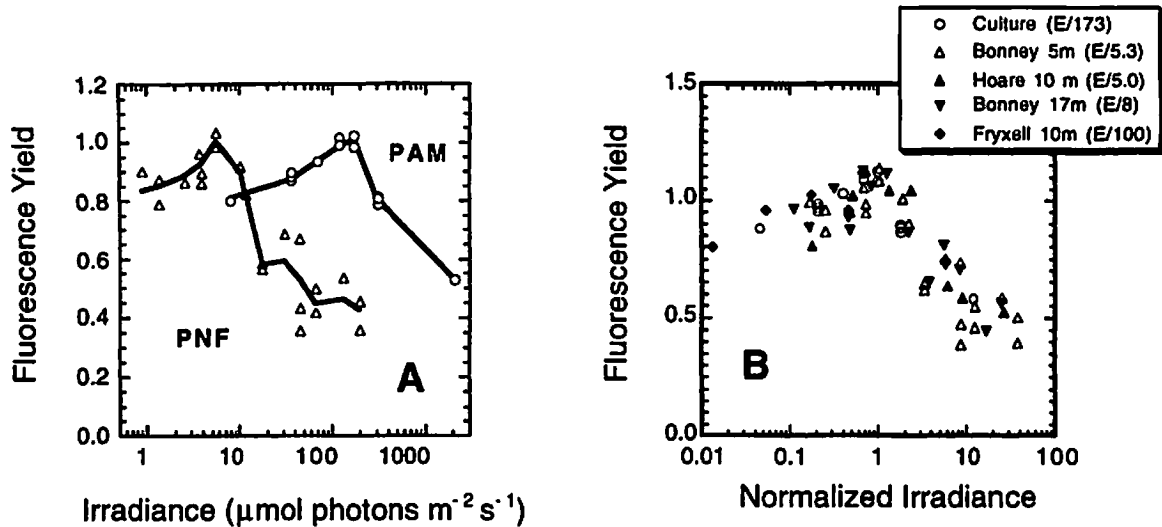 Culture (E/173)
Bonney 5m (E/5.3)
Hoare 10 m (E/5.0)
Bonney 17m (E/8)
Fryxell 10m (E/100)
1.2
1.0
0.8
0.6
0.4
0.2
0.0
Fluorescence Yield
PAM
PNF
A
1
10
100
1000
Irradiance (μmol photons m⁻² s⁻¹)
1.5
1.0
0.5
0.0
Fluorescence Yield
B
0.01
0.1
1
10
100
Normalized Irradiance